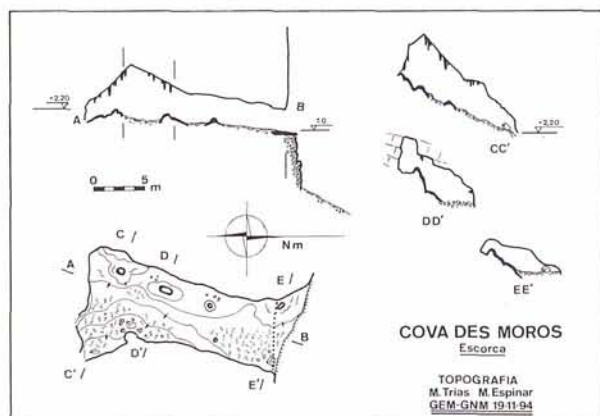 +2,20
A
B
±0
0 5
m
CC'
+2,20
DD'
EE'
Nm
C
A
D
E
B
C'
D'
E'
COVA DES MOROS
Escorca
TOPOGRAFIA
M. Trias M. Espinar
GEM-GNM 19-11-94